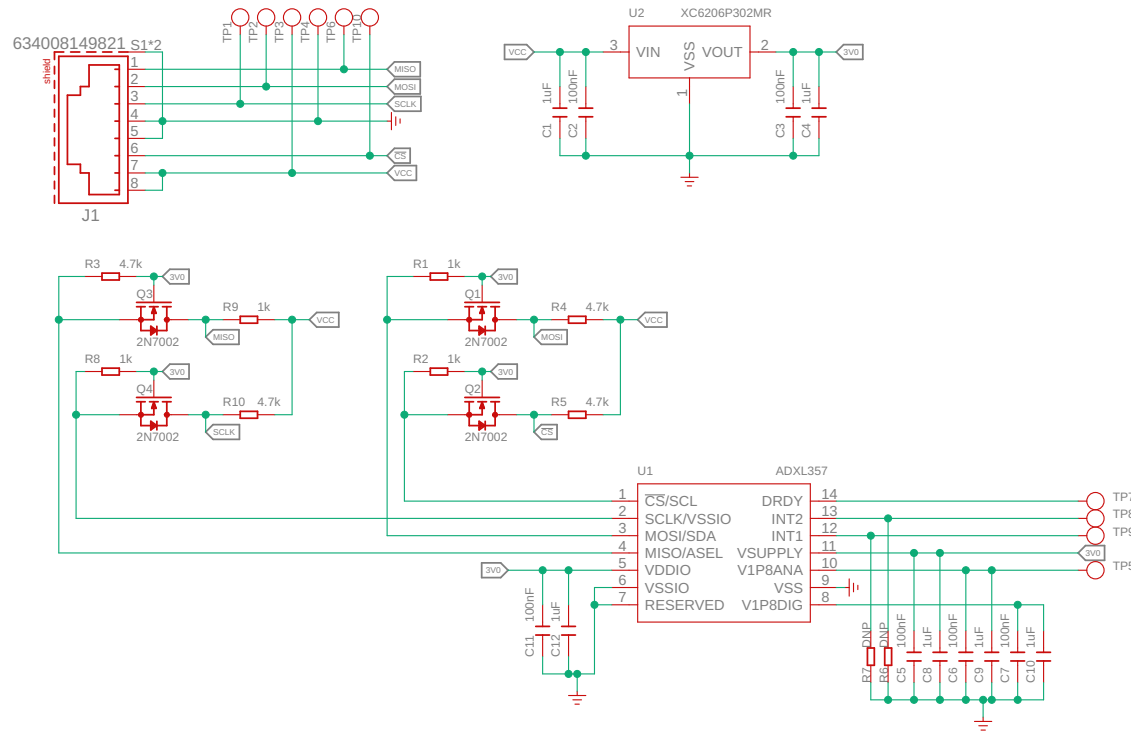 TP1
TP2
TP3
TP4
TP6
TP10
634008149821
S1*2
shield
1
2
3
4
5
6
7
8
MISO
MOSI
SCLK
CS
VCC
J1
U2
XC6206P302MR
VCC
3
VIN
VSS
VOUT
2
3V0
1
1uF
100nF
100nF
1uF
C1
C2
C3
C4
R3
4.7k
3V0
Q3
R9
1k
VCC
MISO
2N7002
R8
1k
3V0
Q4
R10
4.7k
SCLK
2N7002
R1
1k
3V0
Q1
R4
4.7k
VCC
MOSI
2N7002
R2
1k
3V0
Q2
R5
4.7k
CS
2N7002
U1
ADXL357
1
CS/SCL
DRDY
14
2
SCLK/VSSIO
INT2
13
3
MOSI/SDA
INT1
12
4
MISO/ASEL
VSUPPLY
11
5
VDDIO
V1P8ANA
10
6
VSSIO
VSS
9
7
RESERVED
V1P8DIG
8
TP7
TP8
TP9
3V0
TP5
3V0
100nF
1uF
C11
C12
DNP
DNP
100nF
1uF
100nF
1uF
100nF
1uF
R7
R6
C5
C8
C6
C9
C7
C10